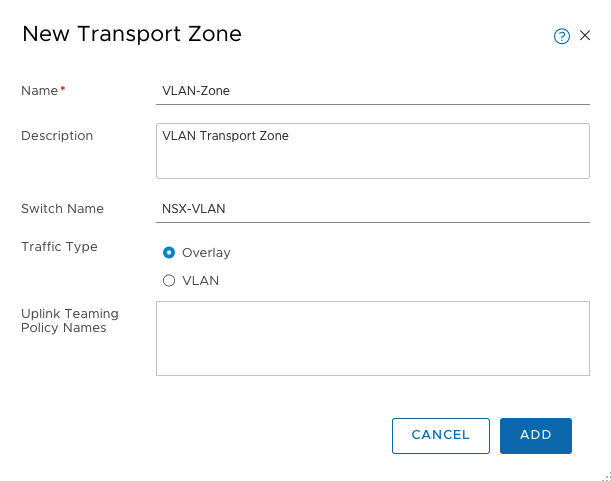 New Transport Zone
?
Name*
VLAN-Zone
Description
VLAN Transport Zone
Switch Name
NSX-VLAN
Traffic Type
Overlay
VLAN
Uplink Teaming
Policy Names
CANCEL
ADD